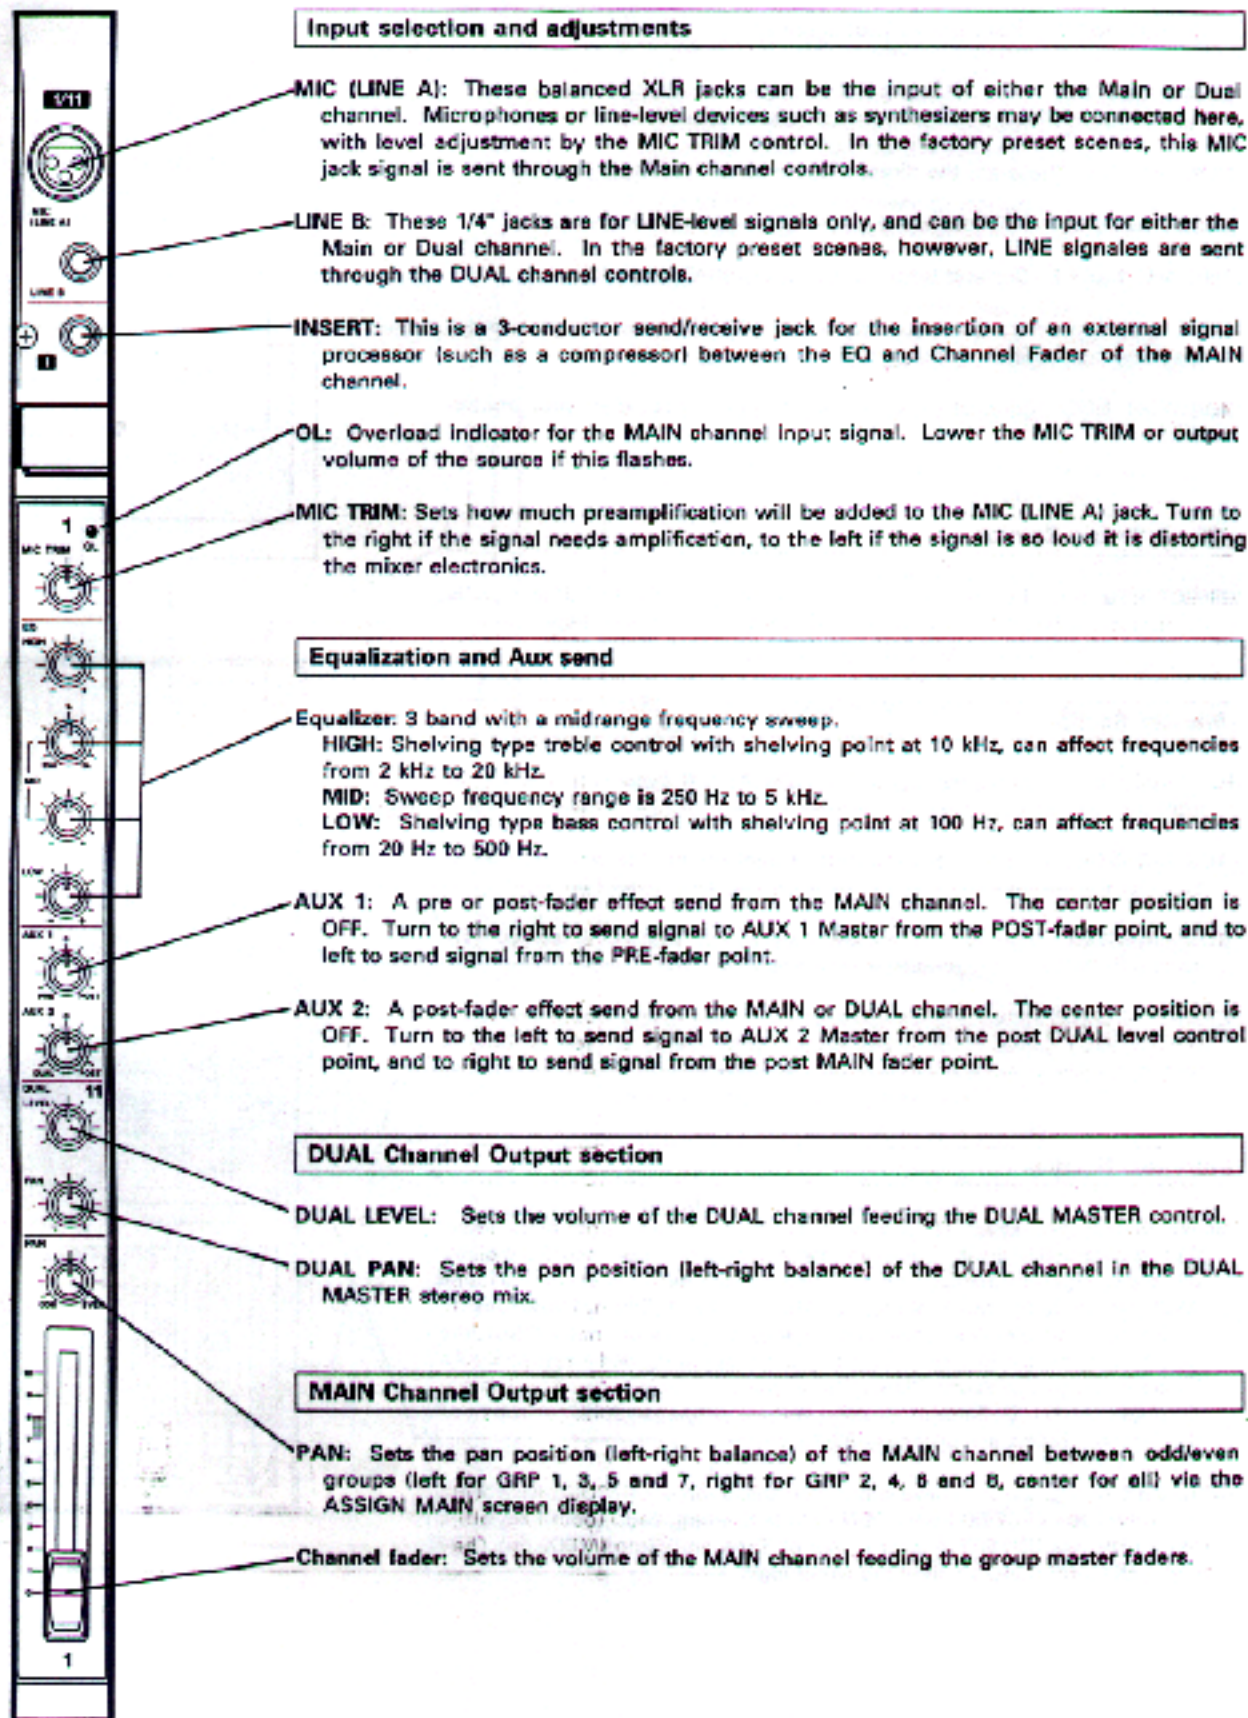 Input selection and adjustments
MIC (LINE A): These balanced XLR jacks can be the input of either the Main or Dual
channel. Microphones or line-level devices such as synthesizers may be connected here,
with level adjustment by the MIC TRIM control. In the factory preset scenes, this MIC
jack signal is sent through the Main channel controls.
LINE B: These 1/4" jacks are for LINE-level signals only, and can be the input for either the
Main or Dual channel. In the factory preset scenes, however, LINE signales are sent
through the DUAL channel controls.
INSERT: This is a 3-conductor send/receive jack for the insertion of an external signal
processor (such as a compressor) between the EQ and Channel Fader of the MAIN
channel.
OL: Overload indicator for the MAIN channel input signal. Lower the MIC TRIM or output
volume of the source if this flashes.
MIC TRIM: Sets how much preamplification will be added to the MIC (LINE A) jack. Turn to
the right if the signal needs amplification, to the left if the signal is so loud it is distorting
the mixer electronics.
Equalization and Aux send
Equalizer: 3 band with a midrange frequency sweep.
HIGH: Shelving type treble control with shelving point at 10 kHz, can affect frequencies
from 2 kHz to 20 kHz.
MID: Sweep frequency range is 250 Hz to 5 kHz.
LOW: Shelving type bass control with shelving point at 100 Hz, can affect frequencies
from 20 Hz to 500 Hz.
AUX 1: A pre or post-fader effect send from the MAIN channel. The center position is
OFF. Turn to the right to send signal to AUX 1 Master from the POST-fader point, and to
left to send signal from the PRE-fader point.
AUX 2: A post-fader effect send from the MAIN or DUAL channel. The center position is
OFF. Turn to the left to send signal to AUX 2 Master from the post DUAL level control
point, and to right to send signal from the post MAIN fader point.
DUAL Channel Output section
DUAL LEVEL: Sets the volume of the DUAL channel feeding the DUAL MASTER control.
DUAL PAN: Sets the pan position (left-right balance) of the DUAL channel in the DUAL
MASTER stereo mix.
MAIN Channel Output section
PAN: Sets the pan position (left-right balance) of the MAIN channel between odd/even
groups (left for GRP 1, 3, 5 and 7, right for GRP 2, 4, 6 and 8, center for all) via the
ASSIGN MAIN screen display.
Channel fader: Sets the volume of the MAIN channel feeding the group master faders.
1/11
MIC
(LINE A)
LINE B
I
1
OL
MIC TRIM
EQ
HIGH
MID
LOW
AUX 1
PRE POST
AUX 2
DUAL
LEVEL
11
PAN
PAN
ODD EVEN
1